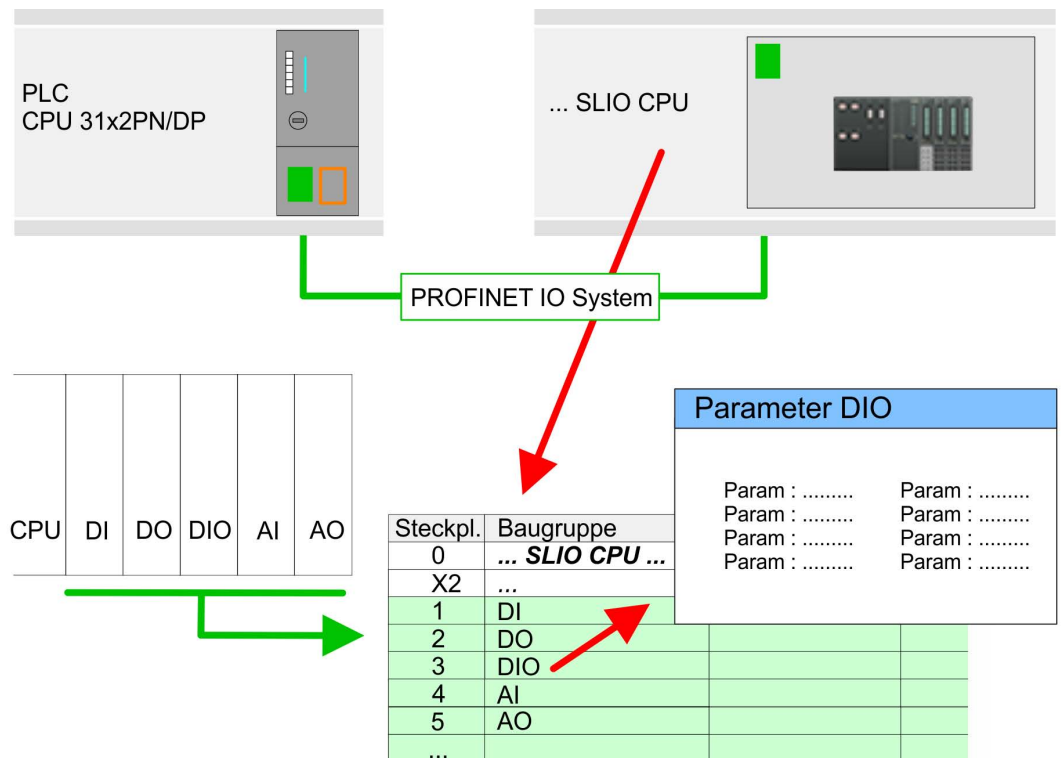 PLC
CPU 31x2PN/DP
... SLIO CPU
PROFINET IO System
CPU DI DO DIO AI AO
Parameter DIO
Param : ......... Param : .........
Param : ......... Param : .........
Param : ......... Param : .........
Param : ......... Param : .........
Steckpl. Baugruppe
0 ... SLIO CPU ...
X2 ...
1 DI
2 DO
3 DIO
4 AI
5 AO
...